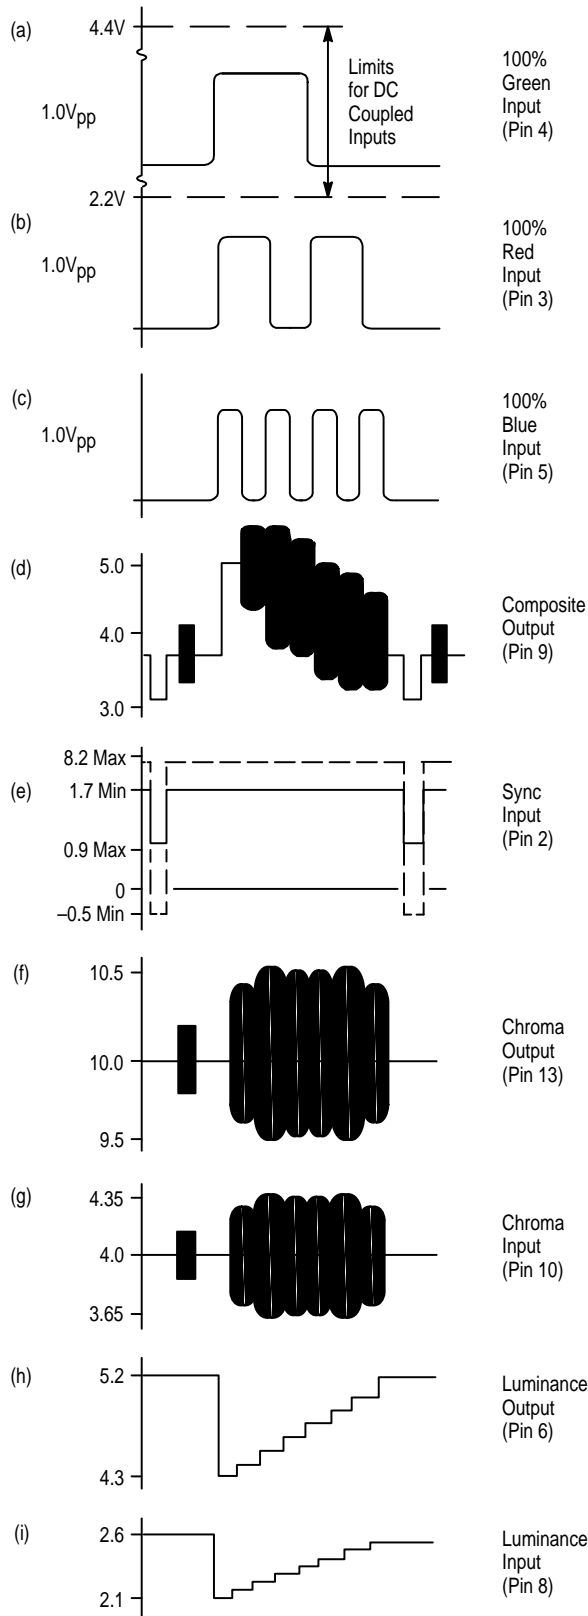 (a)
4.4V
1.0Vpp
2.2V
Limits
for DC
Coupled
Inputs
100%
Green
Input
(Pin 4)
(b)
1.0Vpp
100%
Red
Input
(Pin 3)
(c)
1.0Vpp
100%
Blue
Input
(Pin 5)
(d)
5.0
4.0
3.0
Composite
Output
(Pin 9)
(e)
8.2 Max
1.7 Min
0.9 Max
0
–0.5 Min
Sync
Input
(Pin 2)
(f)
10.5
10.0
9.5
Chroma
Output
(Pin 13)
(g)
4.35
4.0
3.65
Chroma
Input
(Pin 10)
(h)
5.2
4.3
Luminance
Output
(Pin 6)
(i)
2.6
2.1
Luminance
Input
(Pin 8)